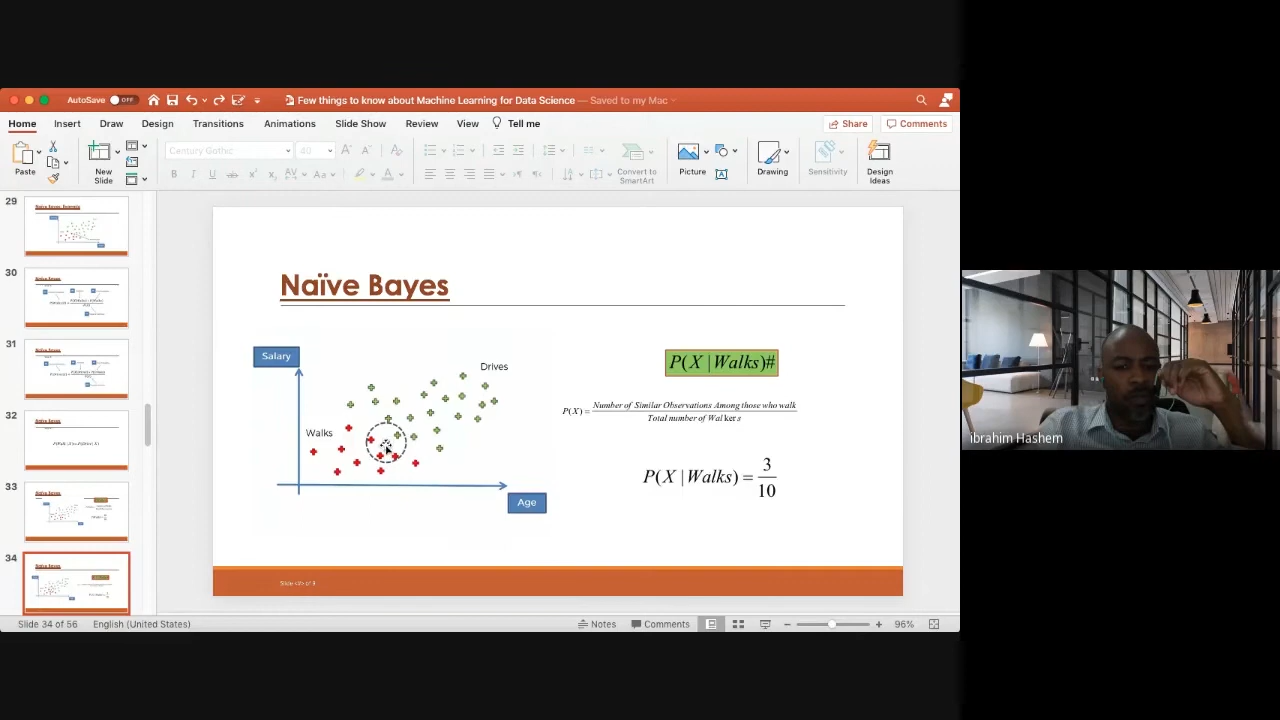 AutoSave OFF Few things to know about Machine Learning for Data Science — Saved to my Mac
Home Insert Draw Design Transitions Animations Slide Show Review View Tell me Share Comments
Century Gothic 40
Paste New Slide Convert to SmartArt Picture Drawing Sensitivity Design Ideas
29
30
31
32
33
34
Naïve Bayes
Salary
Drives
Walks
Age
P(X | Walks)#
P(X) = Number of Similar Observations Among those who walk / Total number of Walkers
P(X | Walks) = 3/10
ibrahim Hashem
Slide 34 of 56 English (United States) Notes Comments 96%